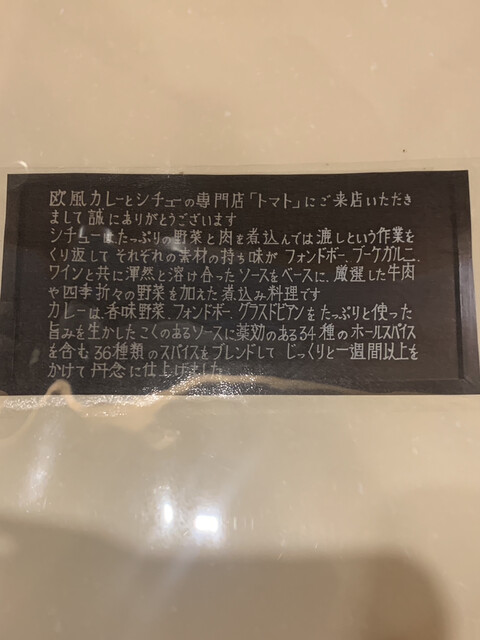 欧風カレーとシチューの専門店「トマト」にご来店いただき
まして誠にありがとうございます
シチューはたっぷりの野菜と肉を煮込んでは漉しという作業を
くり返して それぞれの素材の持ち味が フォンドボー、ブーケガルニ、
ワインと共に渾然と溶け合ったソースをベースに、厳選した牛肉
や四季折々の野菜を加えた煮込み料理です
カレーは、香味野菜、フォンドボー、グラスドビアンをたっぷりと使った
旨みを生かしたこくのあるソースに薬効のある34種のホールスパイス
を含む36種類のスパイスをブレンドして じっくりと一週間以上を
かけて丹念に仕上げました。